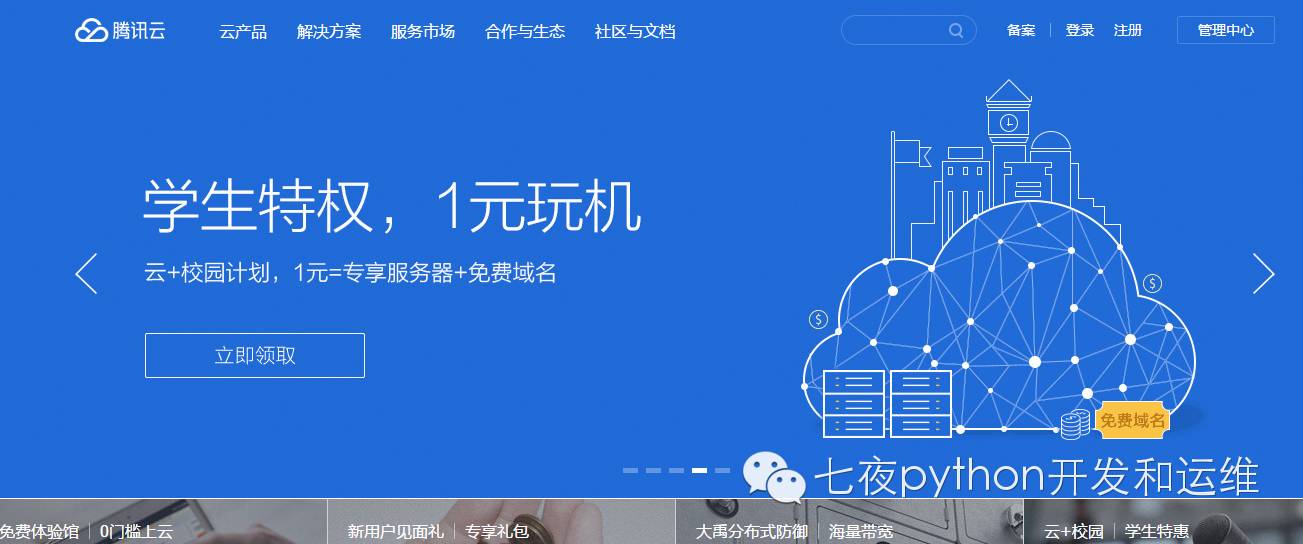 腾讯云 云产品 解决方案 服务市场 合作与生态 社区与文档 备案 登录 注册 管理中心
学生特权，1元玩机
云+校园计划，1元=专享服务器+免费域名
立即领取
$
$
免费域名
七夜python开发和运维
免费体验馆 0门槛上云 新用户见面礼 专享礼包 大禹分布式防御 海量带宽 云+校园 学生特惠